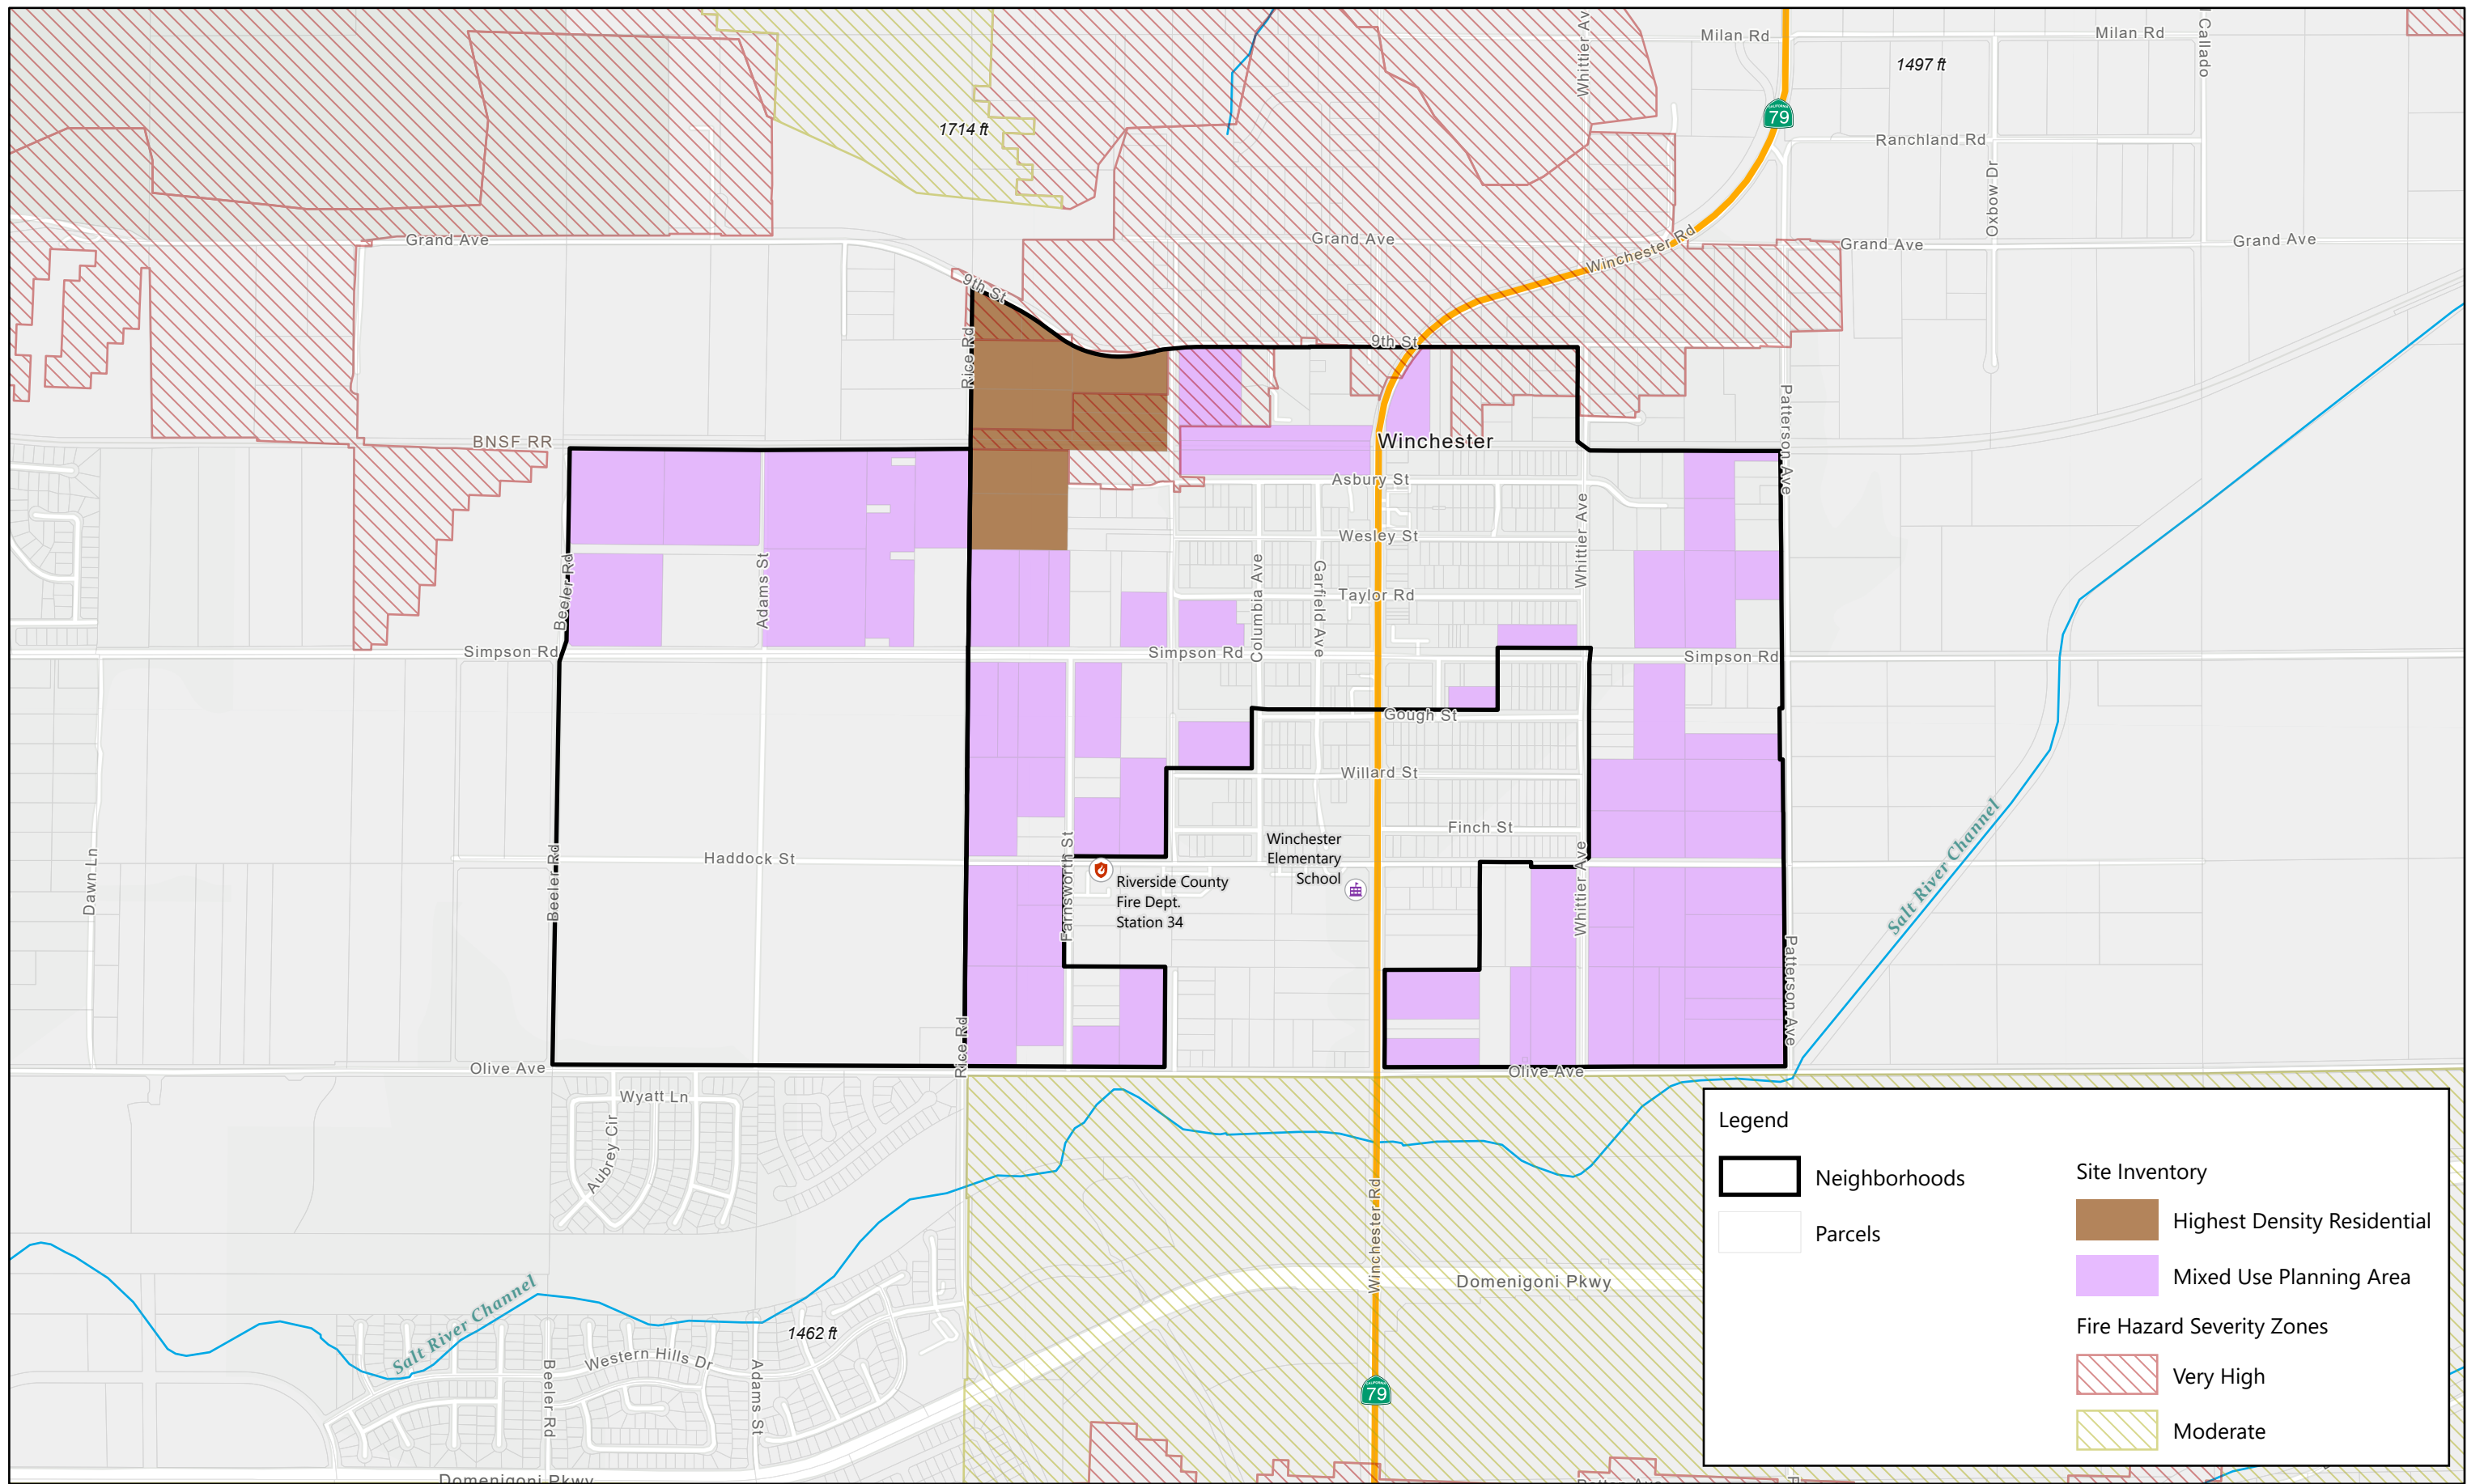 Milan Rd
Milan Rd
Whittier Av
Callado
1497 ft
CALIFORNIA
79
1714 ft
Ranchland Rd
Oxbow Dr
Grand Ave
Grand Ave
Winchester Rd
Grand Ave
Grand Ave
9th St
Rice Rd
9th St
Patterson Ave
BNSF RR
Winchester
Asbury St
Whittier Ave
Wesley St
Beeler Rd
Adams St
Columbia Ave
Garfield Ave
Taylor Rd
Simpson Rd
Simpson Rd
Simpson Rd
Gough St
Willard St
Finch St
Dawn Ln
Beeler Rd
Haddock St
Farnsworth St
Winchester
Elementary
School
Whittier Ave
Riverside County
Fire Dept.
Station 34
Salt River Channel
Patterson Ave
Rice Rd
Olive Ave
Olive Ave
Wyatt Ln
Aubrey Cir
Winchester Rd
Domenigoni Pkwy
Salt River Channel
1462 ft
Western Hills Dr
Beeler Rd
Adams St
CALIFORNIA
79
Domenigoni Pkwy
Legend
Neighborhoods
Parcels
Site Inventory
Highest Density Residential
Mixed Use Planning Area
Fire Hazard Severity Zones
Very High
Moderate